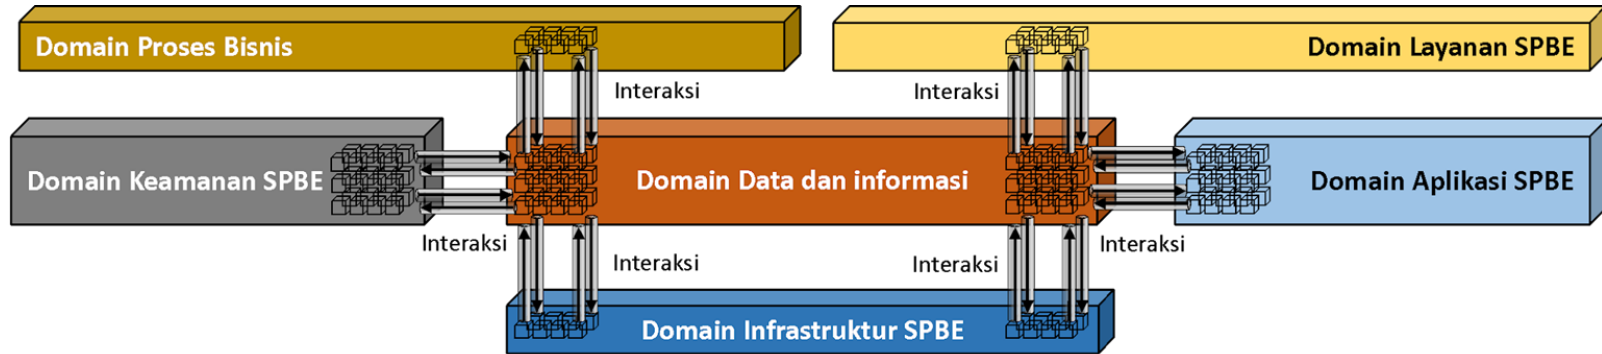 Domain Proses Bisnis
Domain Layanan SPBE
Interaksi
Interaksi
Domain Keamanan SPBE
Domain Data dan informasi
Domain Aplikasi SPBE
Interaksi
Interaksi
Interaksi
Interaksi
Domain Infrastruktur SPBE